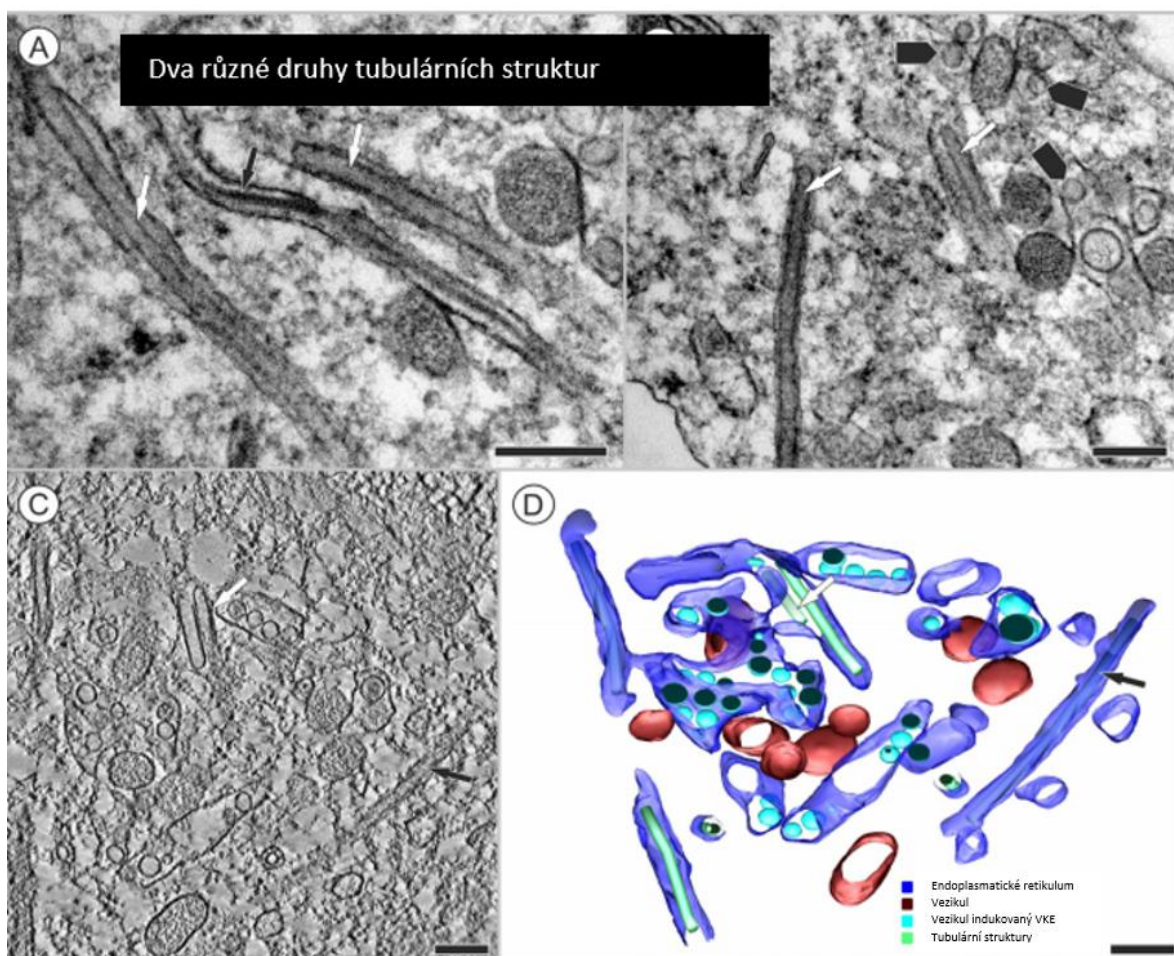 A
Dva různé druhy tubulárních struktur
C
D
Endoplasmatické retikulum
Vezikul
Vezikul indukovaný VKE
Tubulární struktury